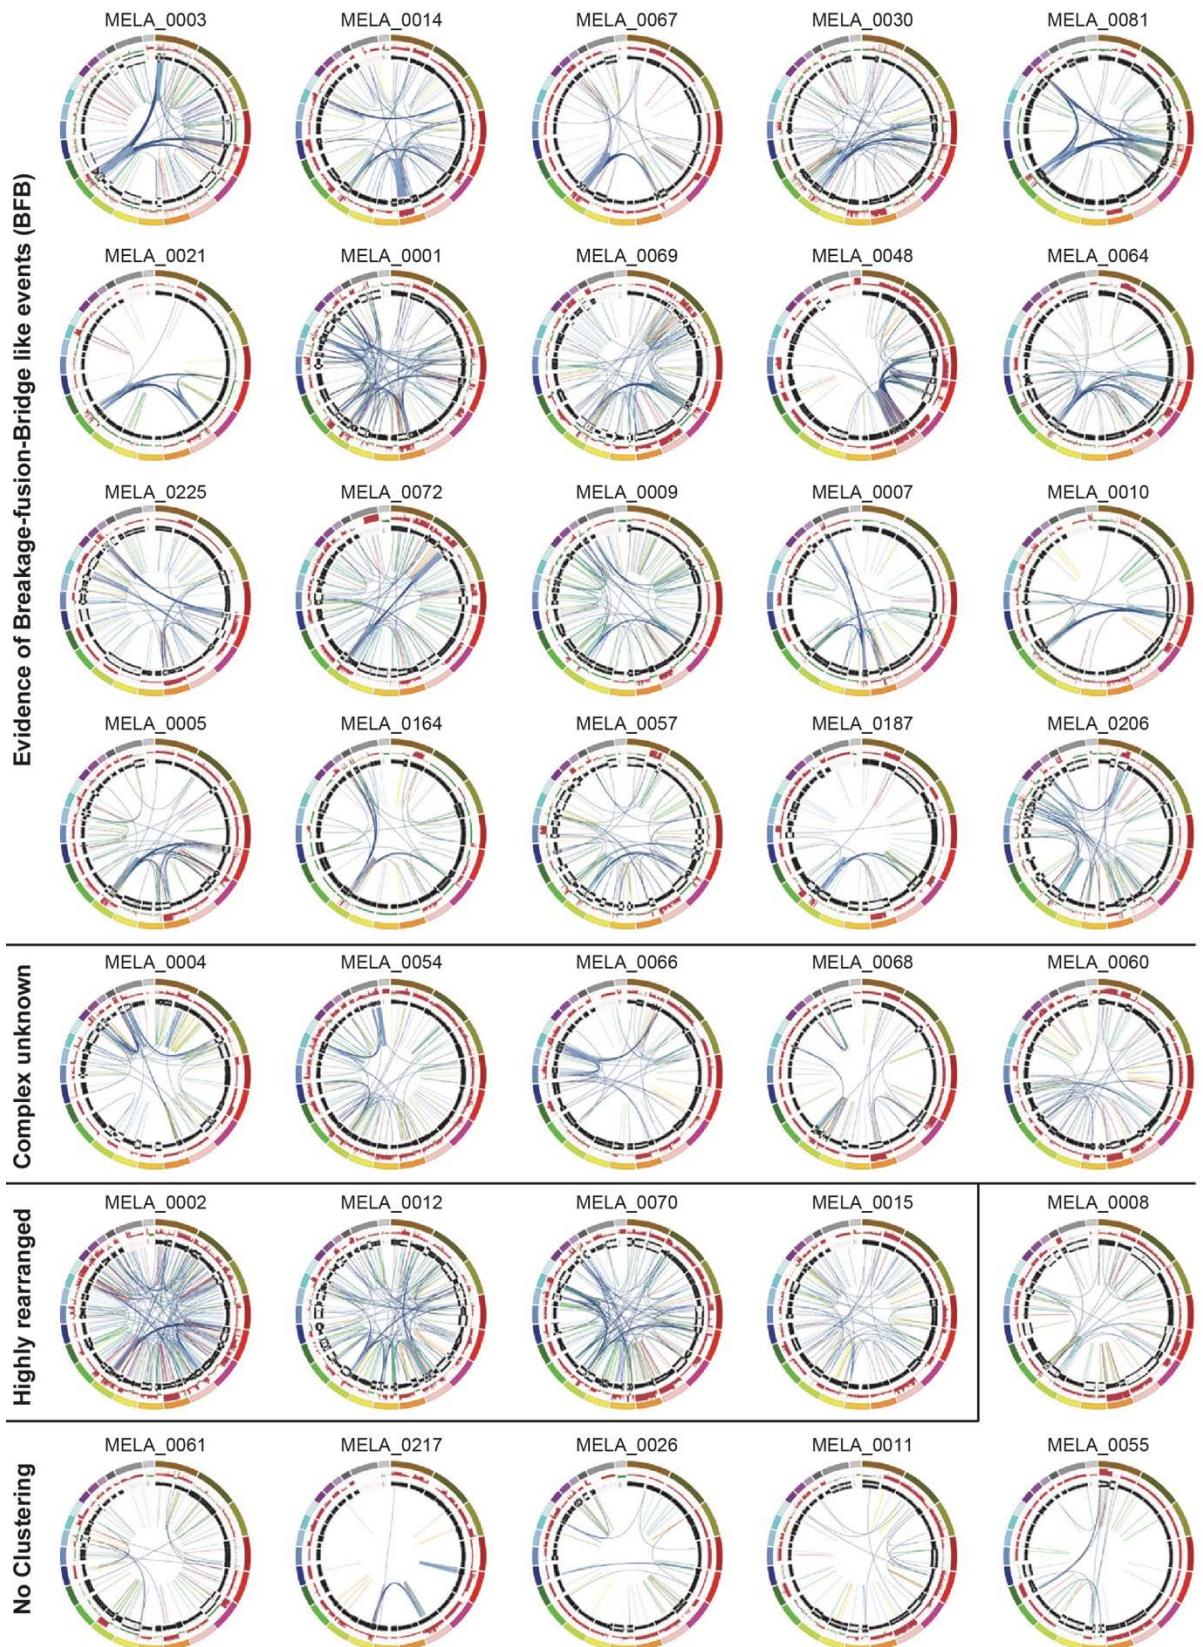 MELA_0003 MELA_0014 MELA_0067 MELA_0030 MELA_0081
Evidence of Breakage-fusion-Bridge like events (BFB)
MELA_0021 MELA_0001 MELA_0069 MELA_0048 MELA_0064
MELA_0225 MELA_0072 MELA_0009 MELA_0007 MELA_0010
MELA_0005 MELA_0164 MELA_0057 MELA_0187 MELA_0206
Complex unknown
MELA_0004 MELA_0054 MELA_0066 MELA_0068 MELA_0060
Highly rearranged
MELA_0002 MELA_0012 MELA_0070 MELA_0015 MELA_0008
No Clustering
MELA_0061 MELA_0217 MELA_0026 MELA_0011 MELA_0055